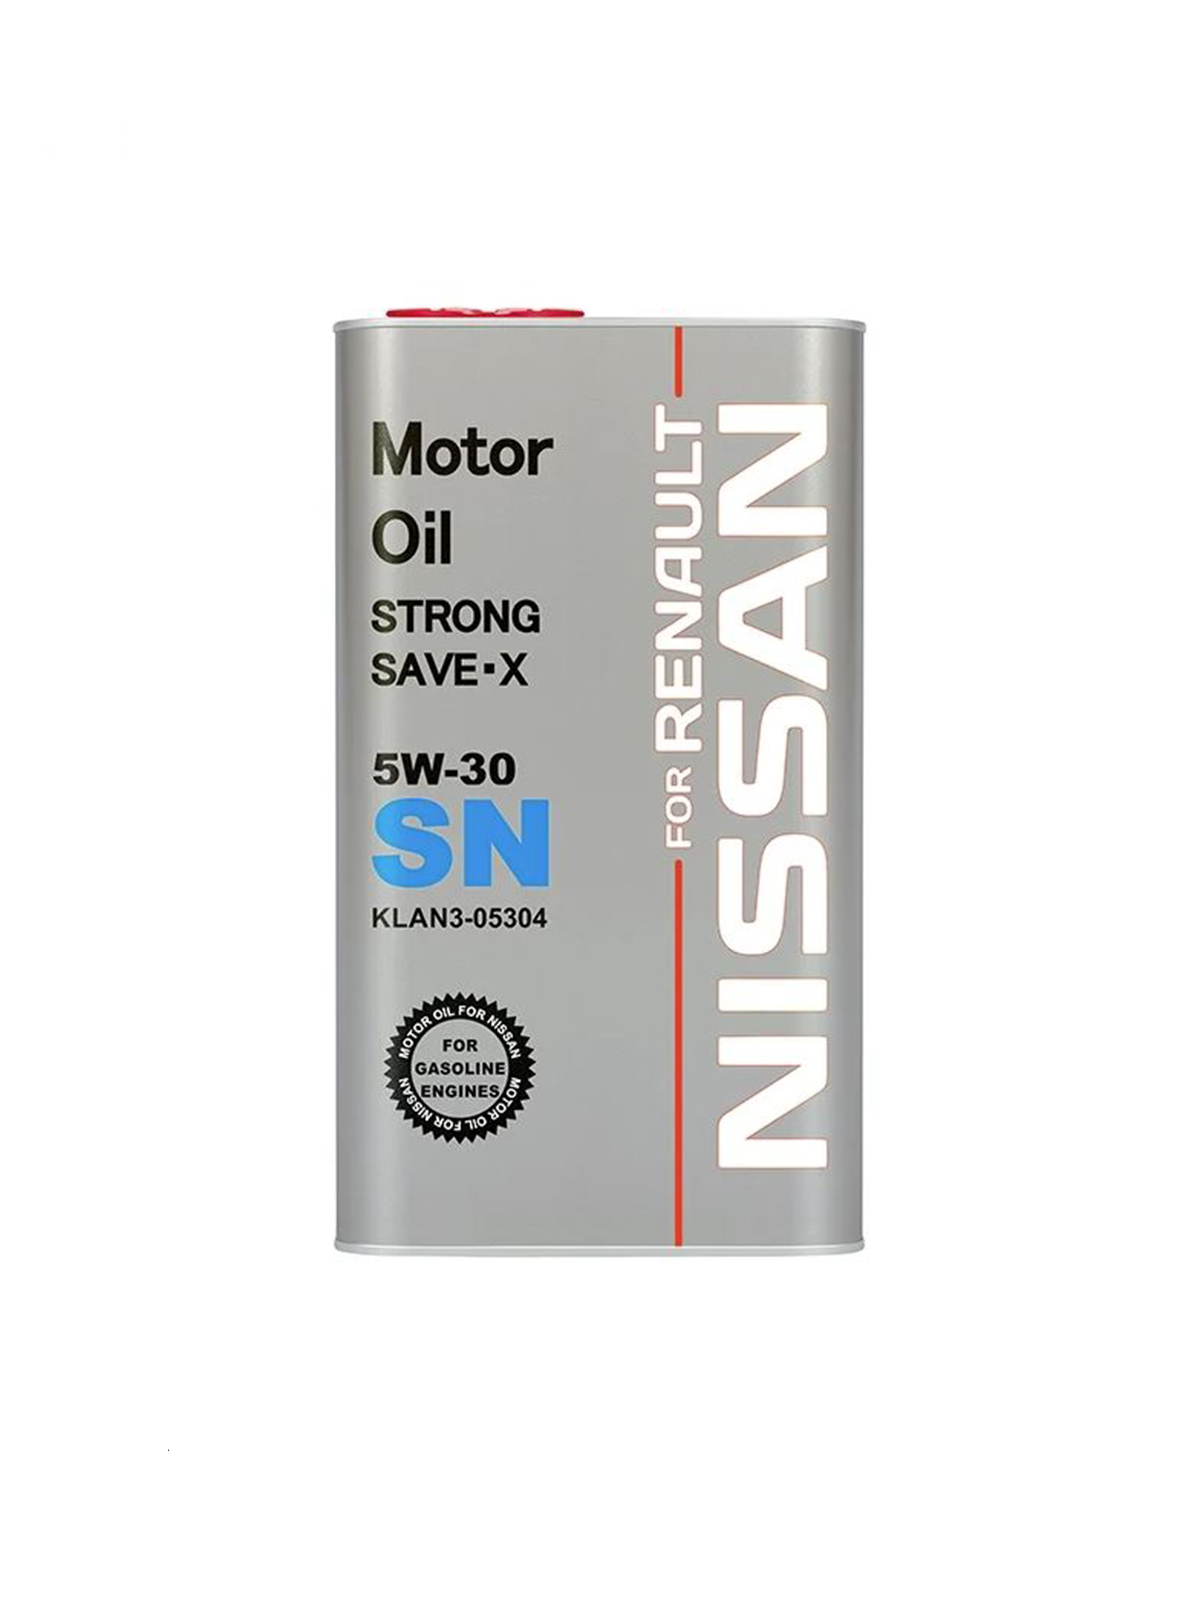 Motor
Oil
STRONG
SAVE·X
5W-30
SN
KLAN3-05304
MOTOR OIL FOR NISSAN
FOR
GASOLINE
ENGINES
MOTOR OIL FOR NISSAN
FOR RENAULT
NISSAN